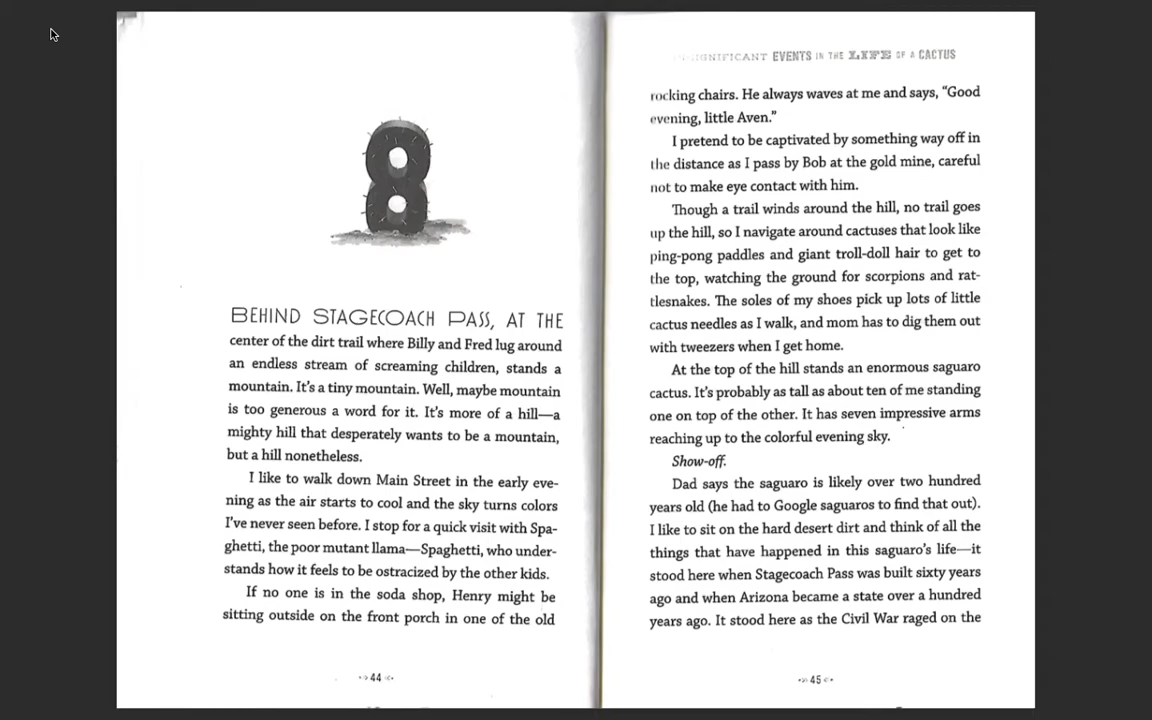 8
BEHIND STAGECOACH PASS, AT THE
center of the dirt trail where Billy and Fred lug around
an endless stream of screaming children, stands a
mountain. It's a tiny mountain. Well, maybe mountain
is too generous a word for it. It's more of a hill—a
mighty hill that desperately wants to be a mountain,
but a hill nonetheless.
I like to walk down Main Street in the early eve-
ning as the air starts to cool and the sky turns colors
I've never seen before. I stop for a quick visit with Spa-
ghetti, the poor mutant llama—Spaghetti, who under-
stands how it feels to be ostracized by the other kids.
If no one is in the soda shop, Henry might be
sitting outside on the front porch in one of the old
44
EVENTS IN THE LIFE OF A CACTUS
rocking chairs. He always waves at me and says, “Good
evening, little Aven.”
I pretend to be captivated by something way off in
the distance as I pass by Bob at the gold mine, careful
not to make eye contact with him.
Though a trail winds around the hill, no trail goes
up the hill, so I navigate around cactuses that look like
ping-pong paddles and giant troll-doll hair to get to
the top, watching the ground for scorpions and rat-
tlesnakes. The soles of my shoes pick up lots of little
cactus needles as I walk, and mom has to dig them out
with tweezers when I get home.
At the top of the hill stands an enormous saguaro
cactus. It's probably as tall as about ten of me standing
one on top of the other. It has seven impressive arms
reaching up to the colorful evening sky.
Show-off.
Dad says the saguaro is likely over two hundred
years old (he had to Google saguaros to find that out).
I like to sit on the hard desert dirt and think of all the
things that have happened in this saguaro's life—it
stood here when Stagecoach Pass was built sixty years
ago and when Arizona became a state over a hundred
years ago. It stood here as the Civil War raged on the
45